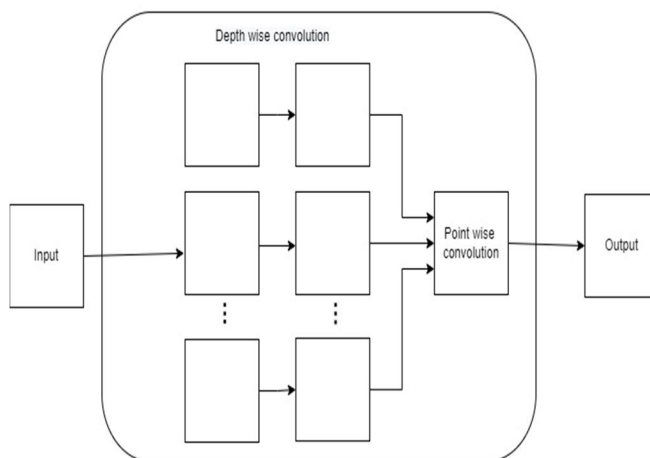 Depth wise convolution
Input
Point wise
convolution
Output